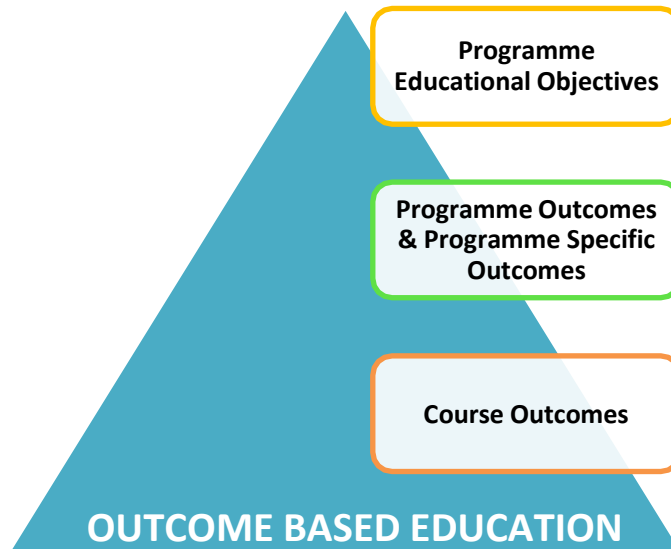 Programme
Educational Objectives
Programme Outcomes
& Programme Specific
Outcomes
Course Outcomes
OUTCOME BASED EDUCATION